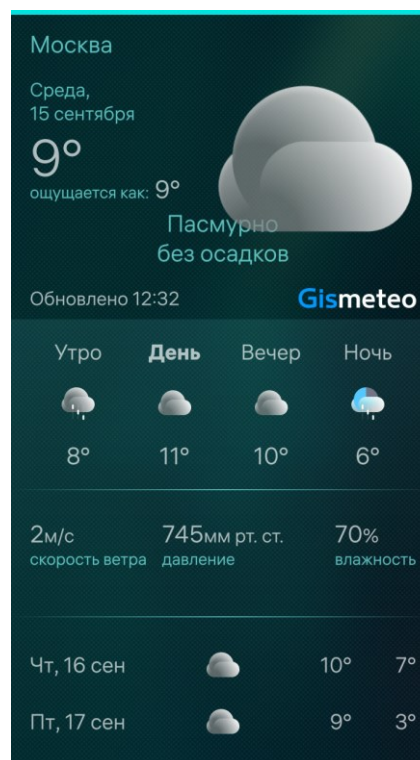 Москва
Среда,
15 сентября
9°
ощущается как: 9°
Пасмурно
без осадков
Обновлено 12:32 Gismeteo
Утро День Вечер Ночь
8° 11° 10° 6°
2м/с 745мм рт. ст. 70%
скорость ветра давление влажность
Чт, 16 сен 10° 7°
Пт, 17 сен 9° 3°